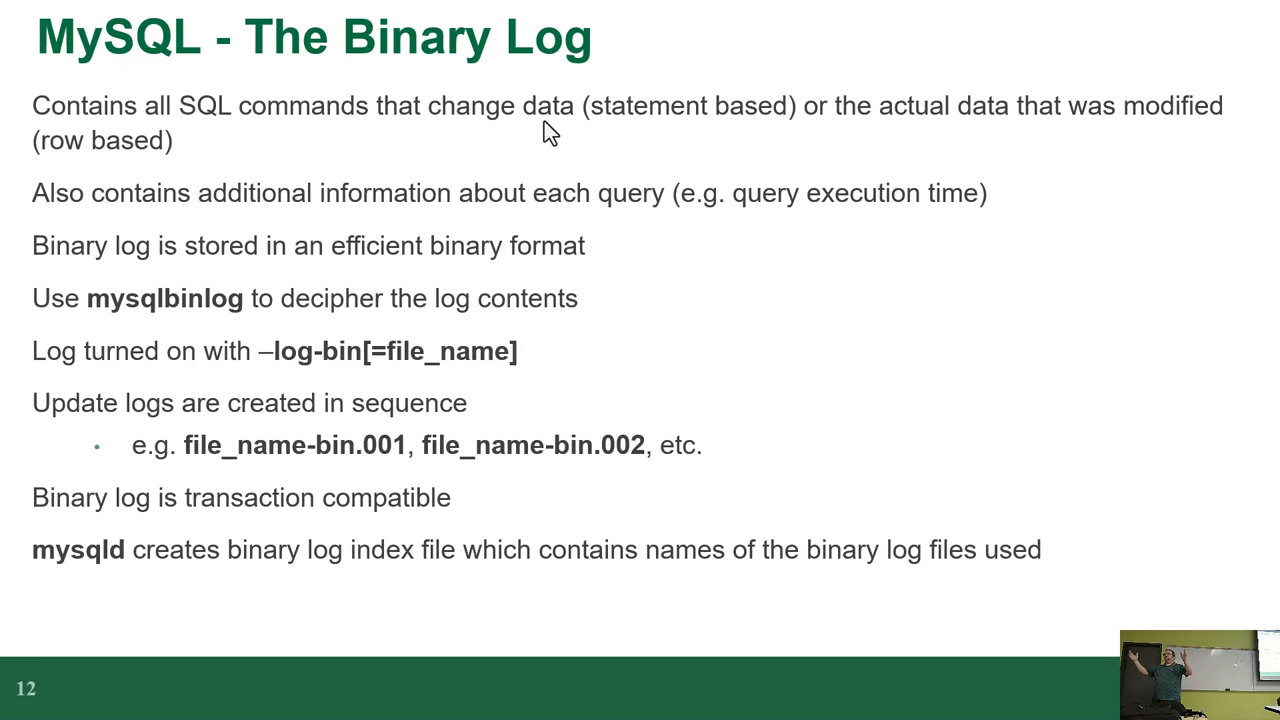 MySQL - The Binary Log
Contains all SQL commands that change data (statement based) or the actual data that was modified
(row based)
Also contains additional information about each query (e.g. query execution time)
Binary log is stored in an efficient binary format
Use mysqlbinlog to decipher the log contents
Log turned on with –log-bin[=file_name]
Update logs are created in sequence
• e.g. file_name-bin.001, file_name-bin.002, etc.
Binary log is transaction compatible
mysqld creates binary log index file which contains names of the binary log files used
12